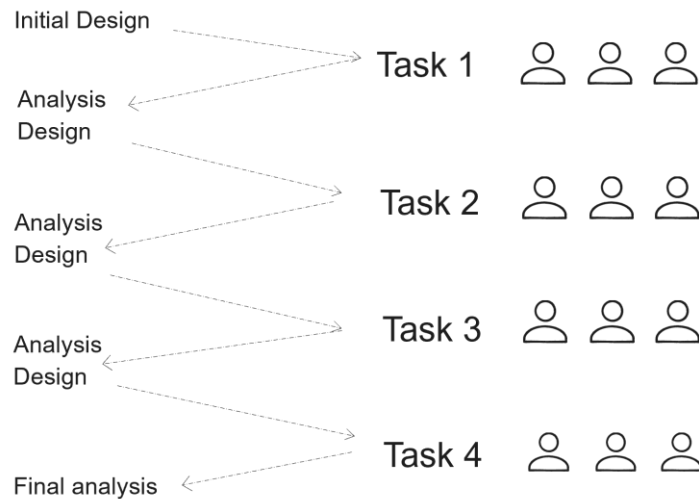 Initial Design
Task 1
Analysis
Design
Task 2
Analysis
Design
Task 3
Analysis
Design
Task 4
Final analysis